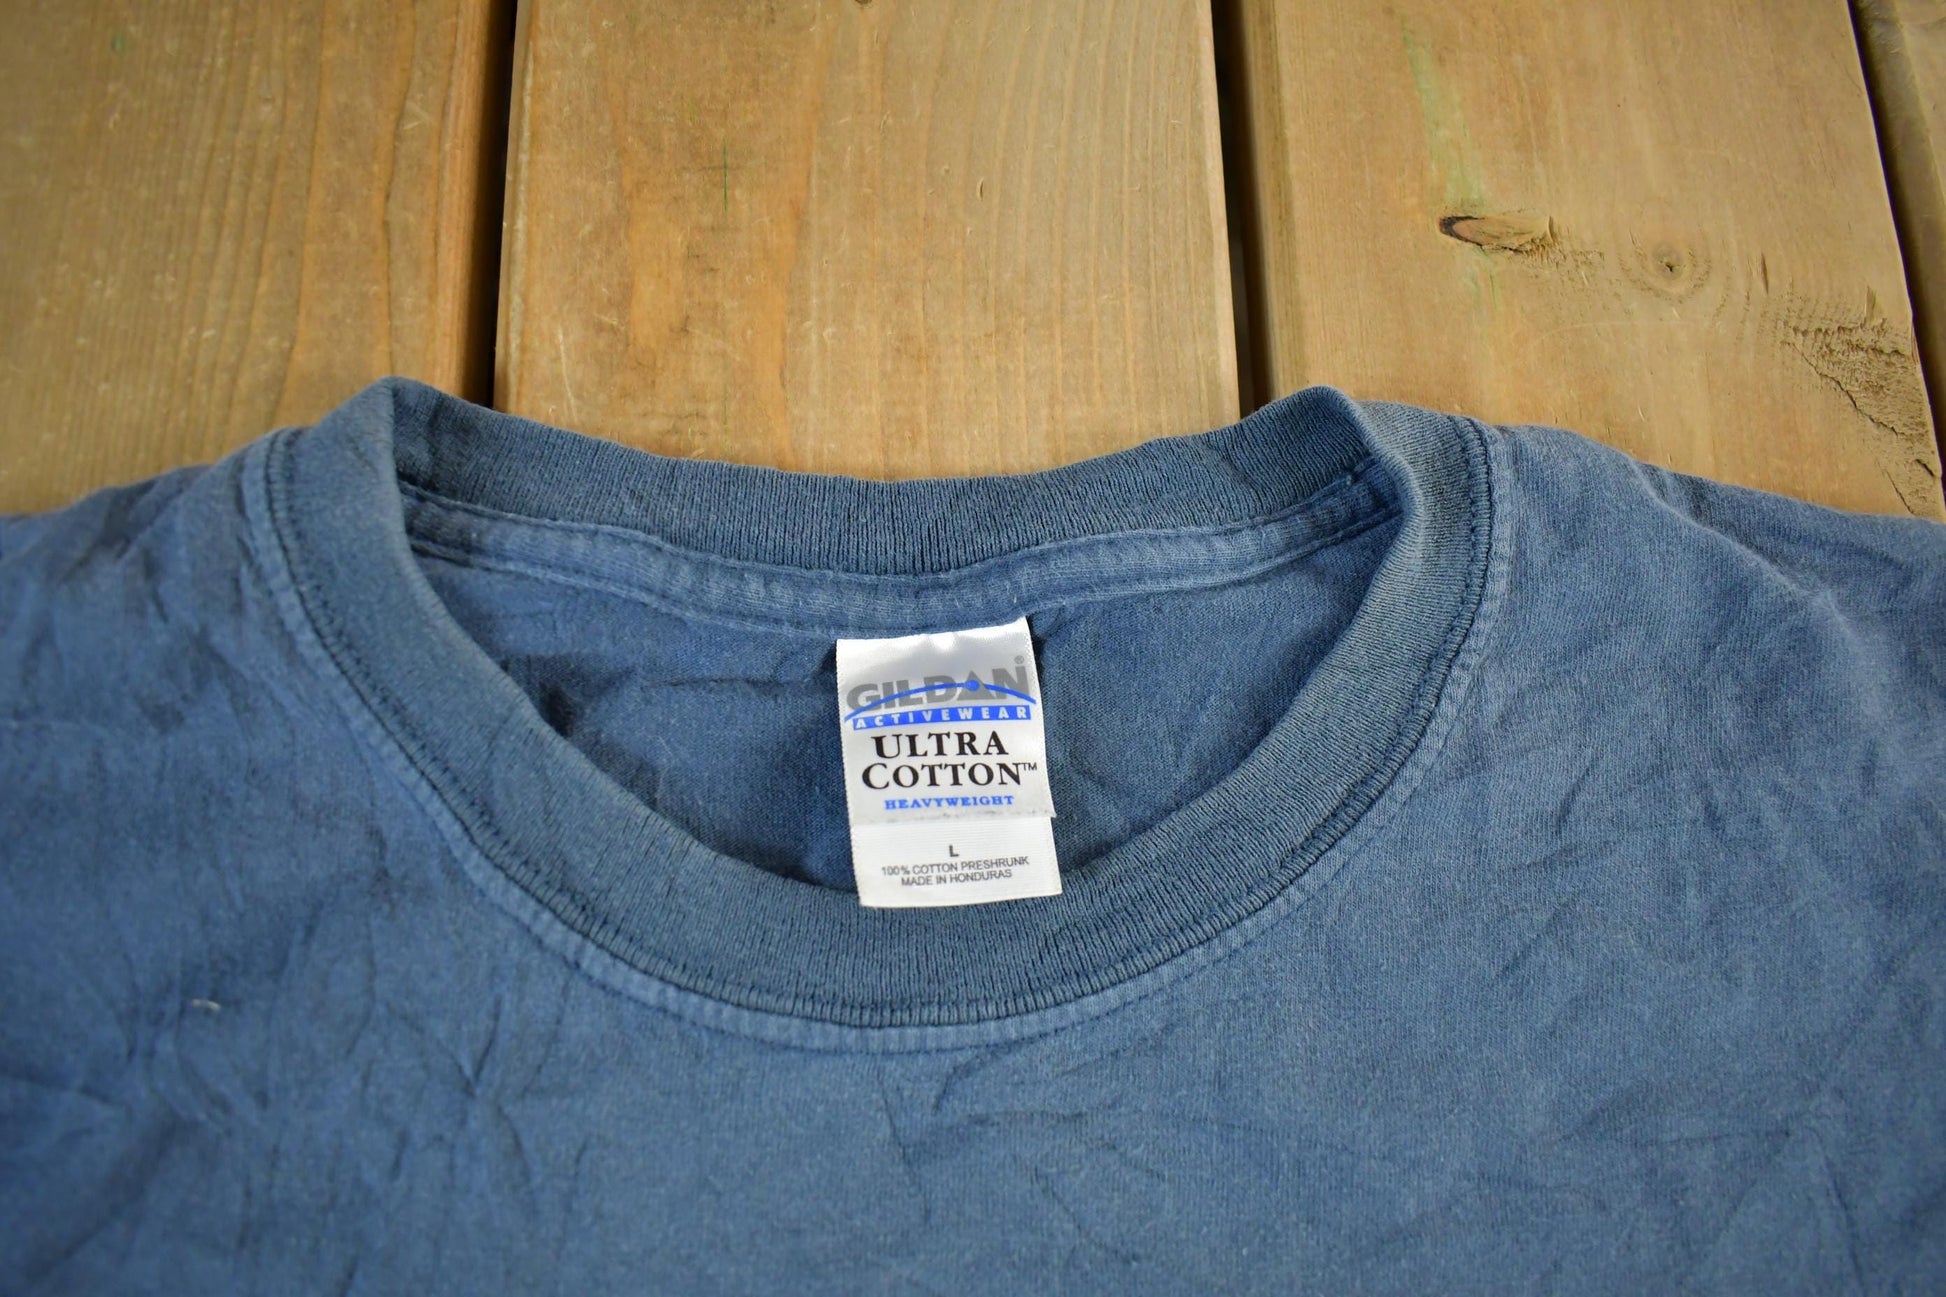 GILDAN®
ACTIVEWEAR
ULTRA
COTTON™
HEAVYWEIGHT
L
100% COTTON PRESHRUNK
MADE IN HONDURAS